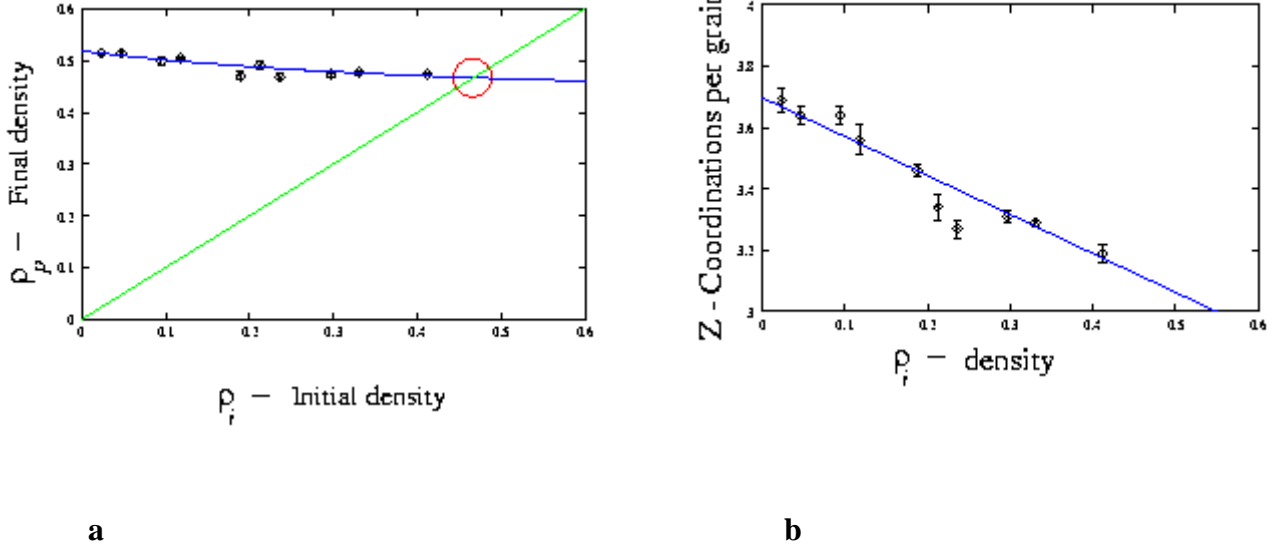 0.6
0.5
0.4
0.3
0.2
0.1
0
0 0.1 0.2 0.3 0.4 0.5 0.6
ρp — Final density
ρi — Initial density
a
4
3.8
3.6
3.4
3.2
3
0 0.1 0.2 0.3 0.4 0.5 0.6
Z - Coordinations per grain
ρi — density
b